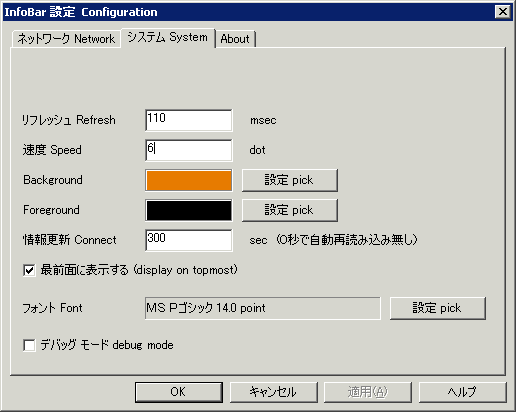 InfoBar 設定 Configuration
ネットワーク Network システム System About
リフレッシュ Refresh 110 msec
速度 Speed 6 dot
Background 設定 pick
Foreground 設定 pick
情報更新 Connect 300 sec (0秒で自動再読み込み無し)
最前面に表示する (display on topmost)
フォント Font MS Pゴシック 14.0 point 設定 pick
デバッグ モード debug mode
OK キャンセル 適用(A) ヘルプ